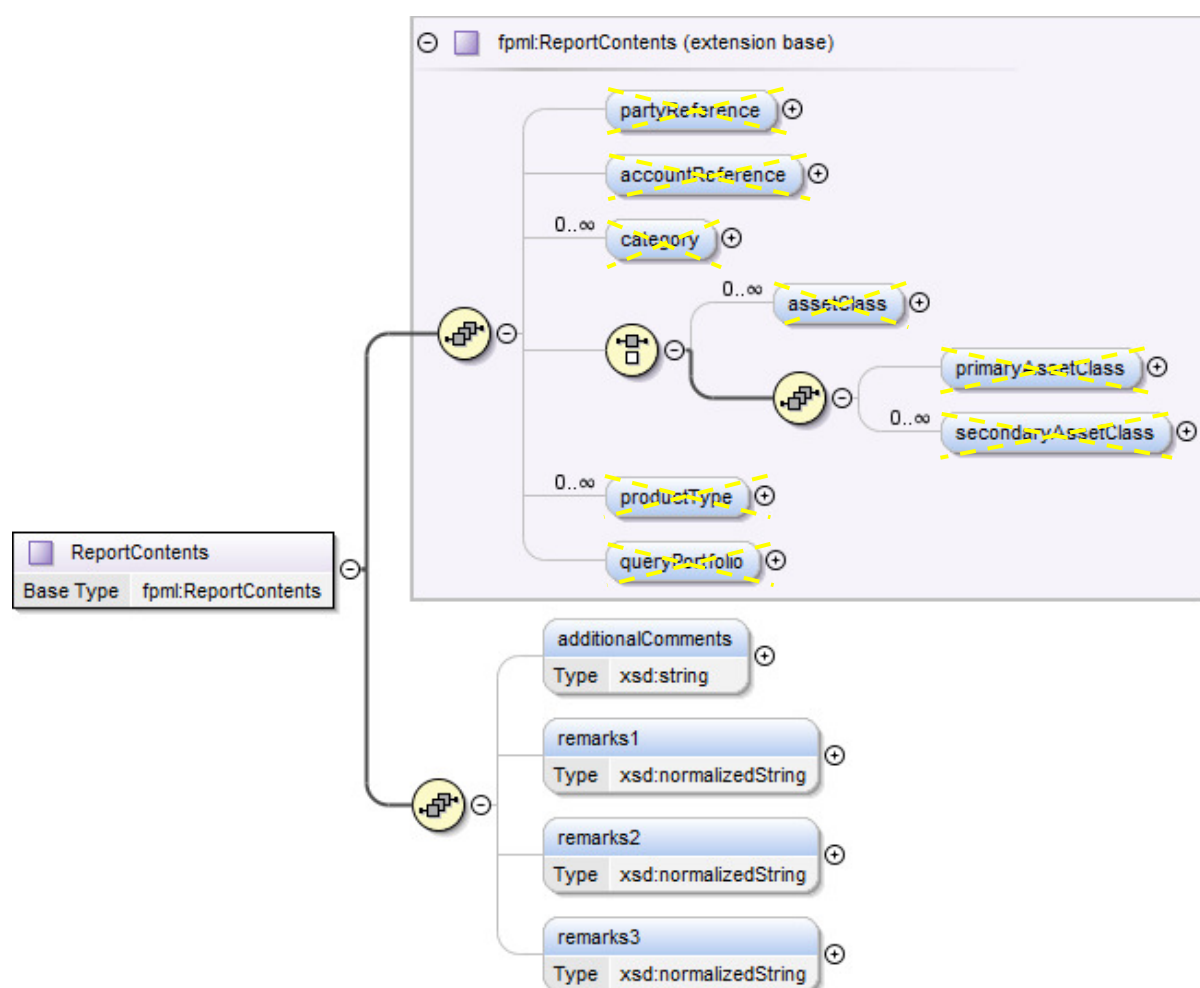 fpml:ReportContents (extension base)
partyReference
accountReference
0..∞
category
0..∞
assetClass
primaryAssetClass
0..∞
secondaryAssetClass
0..∞
productType
queryPortfolio
ReportContents
Base Type fpml:ReportContents
additionalComments
Type xsd:string
remarks1
Type xsd:normalizedString
remarks2
Type xsd:normalizedString
remarks3
Type xsd:normalizedString